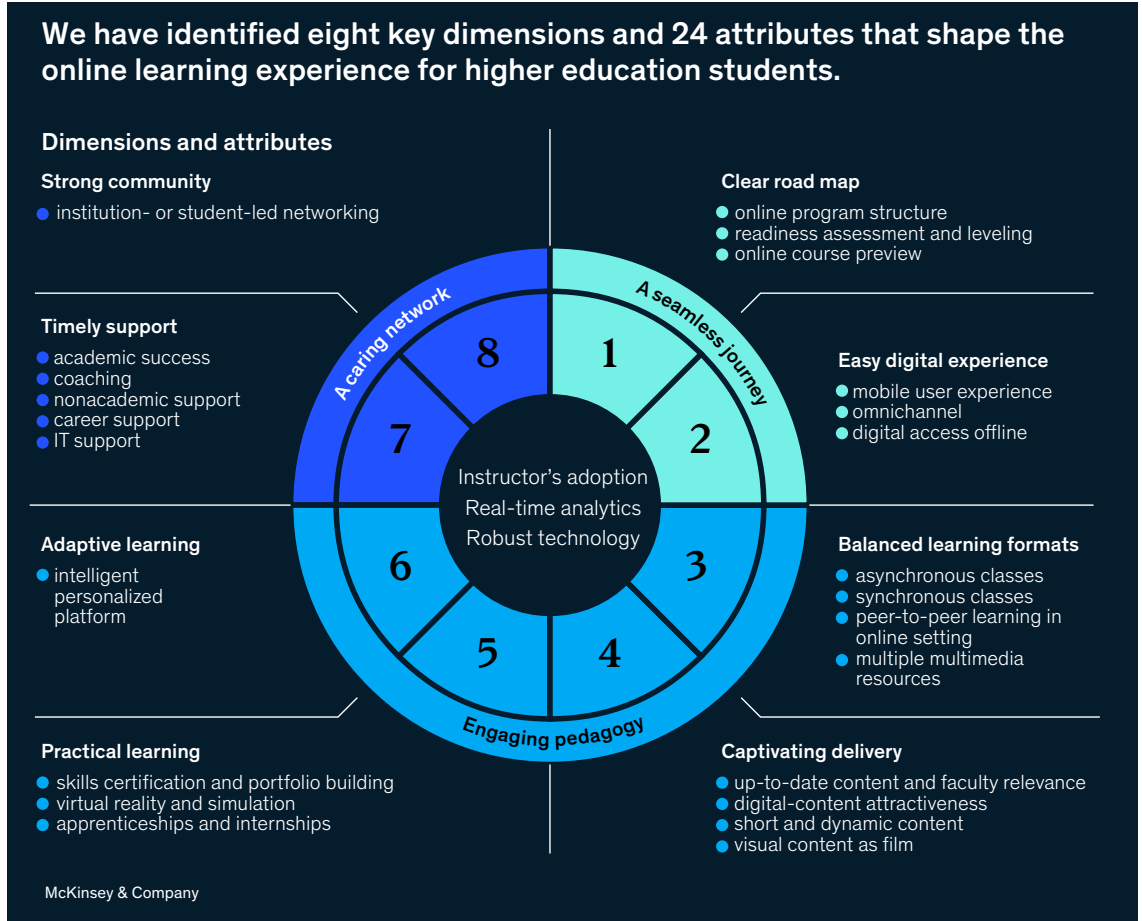 We have identified eight key dimensions and 24 attributes that shape the
online learning experience for higher education students.
Dimensions and attributes
Strong community
institution- or student-led networking
Clear road map
online program structure
readiness assessment and leveling
online course preview
Timely support
academic success
coaching
nonacademic support
career support
IT support
Easy digital experience
mobile user experience
omnichannel
digital access offline
A caring network
A seamless journey
8
1
7
2
Instructor's adoption
Real-time analytics
Robust technology
6
3
5
4
Engaging pedagogy
Adaptive learning
intelligent
personalized
platform
Balanced learning formats
asynchronous classes
synchronous classes
peer-to-peer learning in
online setting
multiple multimedia
resources
Practical learning
skills certification and portfolio building
virtual reality and simulation
apprenticeships and internships
Captivating delivery
up-to-date content and faculty relevance
digital-content attractiveness
short and dynamic content
visual content as film
McKinsey & Company